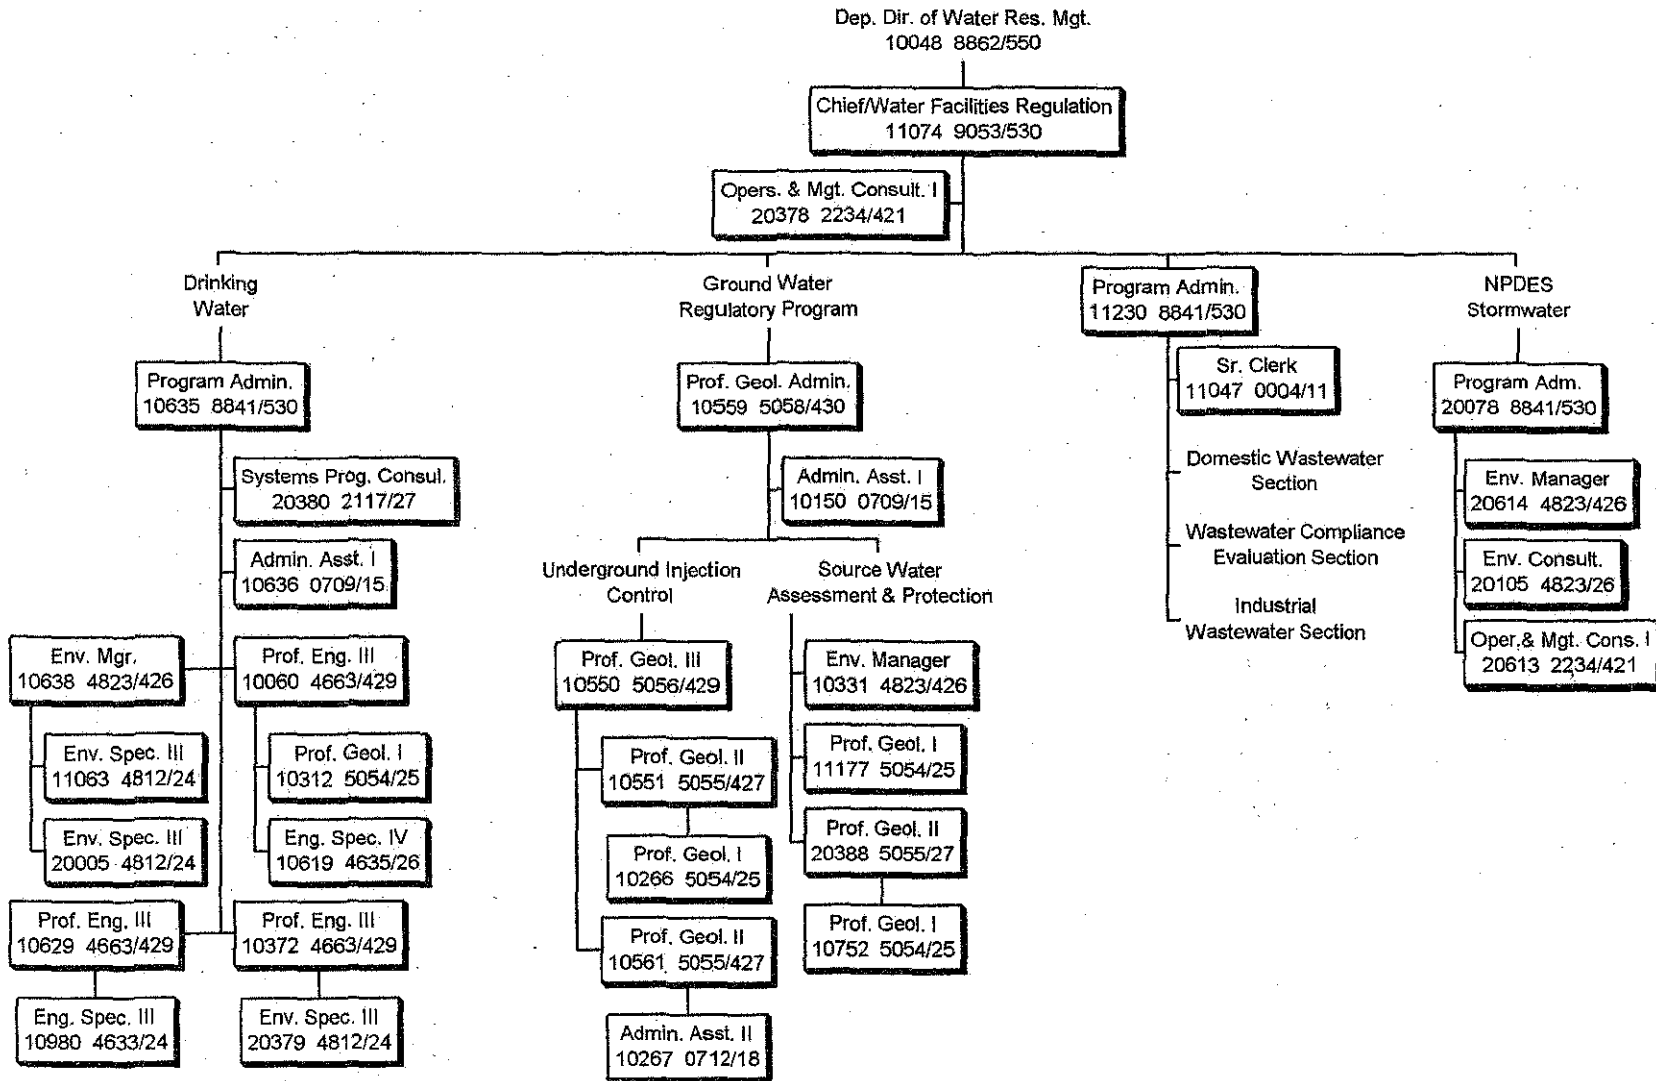 Dep. Dir. of Water Res. Mgt.
10048 8862/550
Chief/Water Facilities Regulation
11074 9053/530
Opers. & Mgt. Consult. I
20378 2234/421
Drinking
Water
Program Admin.
10635 8841/530
Systems Prog. Consul.
20380 2117/27
Admin. Asst. I
10636 0709/15
Env. Mgr.
10638 4823/426
Prof. Eng. III
10060 4663/429
Env. Spec. III
11063 4812/24
Prof. Geol. I
10312 5054/25
Env. Spec. III
20005 4812/24
Eng. Spec. IV
10619 4635/26
Prof. Eng. III
10629 4663/429
Prof. Eng. III
10372 4663/429
Eng. Spec. III
10980 4633/24
Env. Spec. III
20379 4812/24
Ground Water
Regulatory Program
Prof. Geol. Admin.
10559 5058/430
Admin. Asst. I
10150 0709/15
Underground Injection
Control
Prof. Geol. III
10550 5056/429
Prof. Geol. II
10551 5055/427
Prof. Geol. I
10266 5054/25
Prof. Geol. II
10561 5055/427
Admin. Asst. II
10267 0712/18
Source Water
Assessment & Protection
Env. Manager
10331 4823/426
Prof. Geol. I
11177 5054/25
Prof. Geol. II
20388 5055/27
Prof. Geol. I
10752 5054/25
Program Admin.
11230 8841/530
Sr. Clerk
11047 0004/11
Domestic Wastewater
Section
Wastewater Compliance
Evaluation Section
Industrial
Wastewater Section
NPDES
Stormwater
Program Adm.
20078 8841/530
Env. Manager
20614 4823/426
Env. Consult.
20105 4823/26
Oper.& Mgt. Cons. I
20613 2234/421